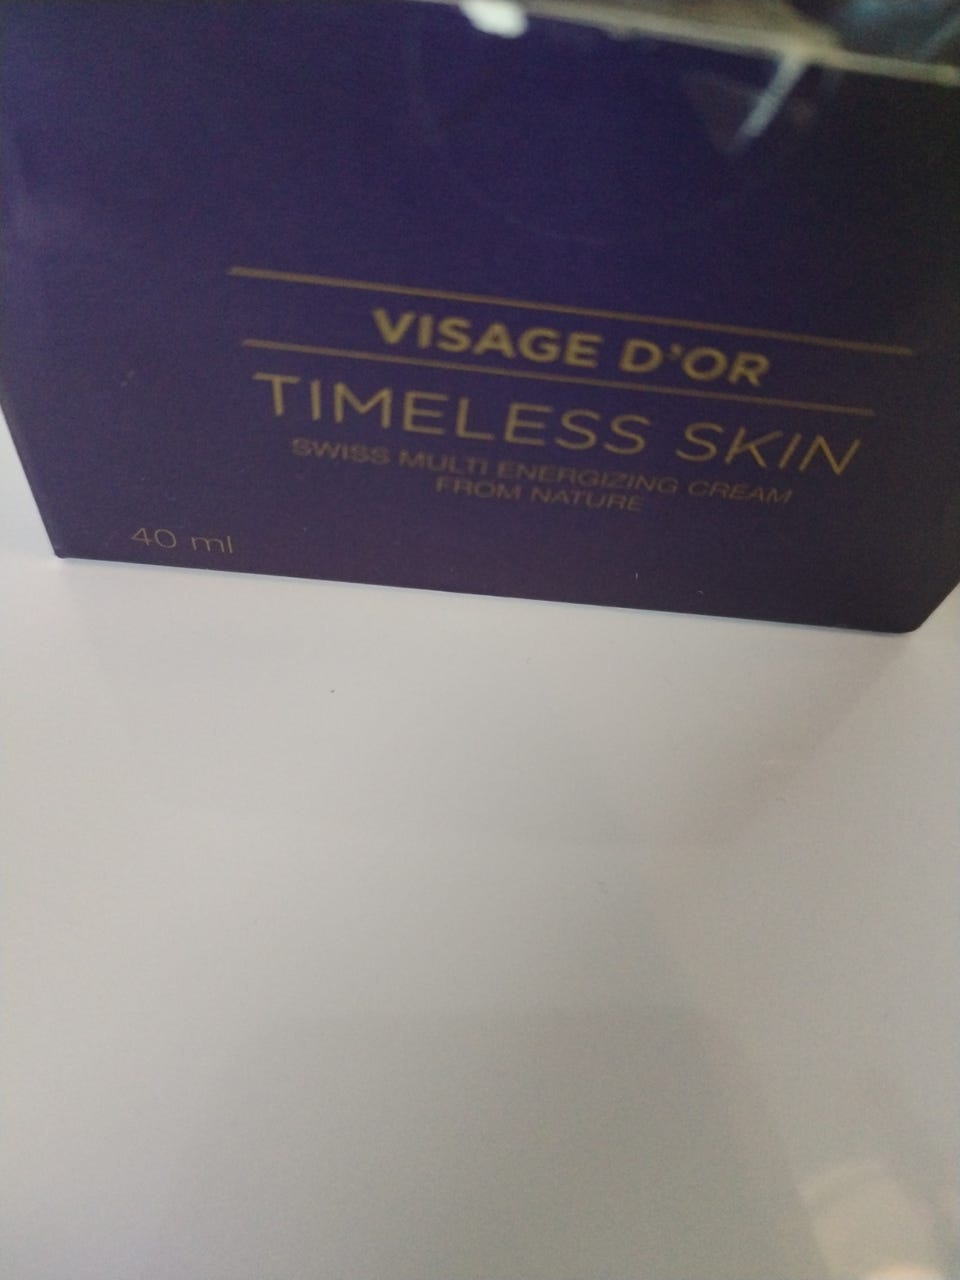 VISAGE D'OR
TIMELESS SKIN
SWISS MULTI ENERGIZING CREAM
FROM NATURE
40 ml